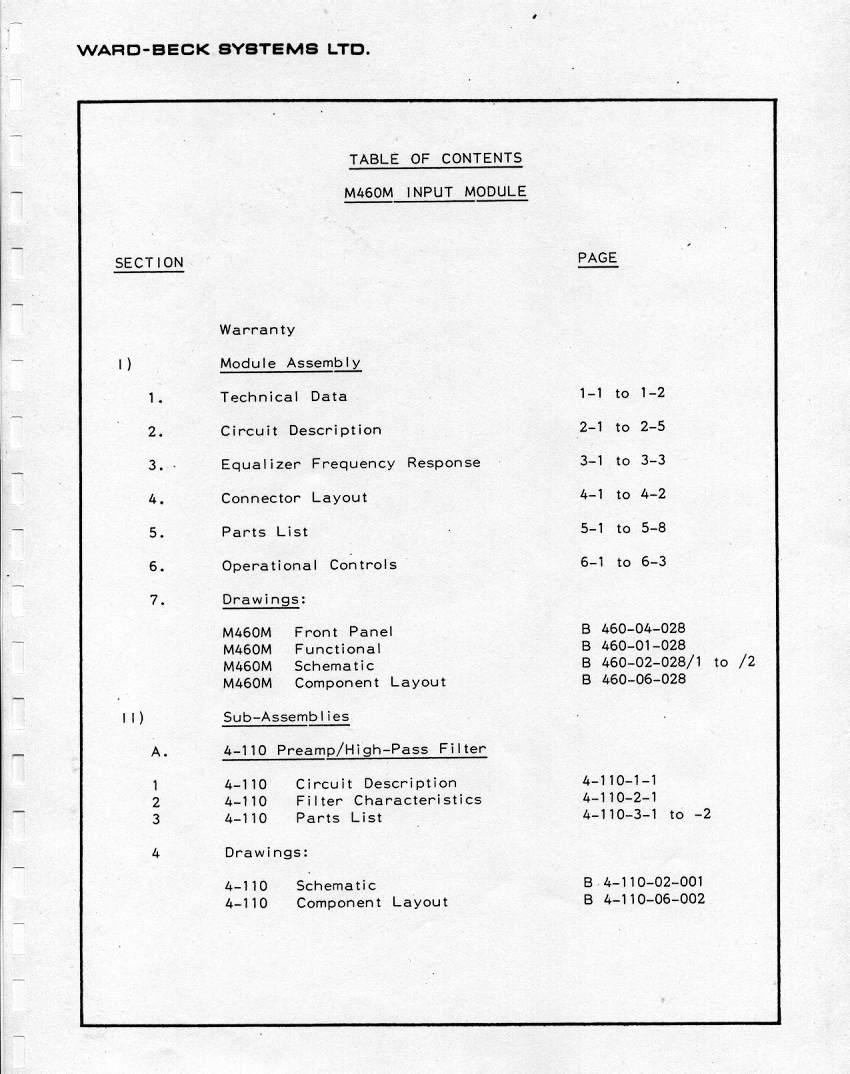 WARD-BECK SYSTEMS LTD.
TABLE OF CONTENTS
M460M INPUT MODULE
SECTION PAGE
Warranty
I) Module Assembly
1. Technical Data 1-1 to 1-2
2. Circuit Description 2-1 to 2-5
3. Equalizer Frequency Response 3-1 to 3-3
4. Connector Layout 4-1 to 4-2
5. Parts List 5-1 to 5-8
6. Operational Controls 6-1 to 6-3
7. Drawings:
M460M Front Panel B 460-04-028
M460M Functional B 460-01-028
M460M Schematic B 460-02-028/1 to /2
M460M Component Layout B 460-06-028
II) Sub-Assemblies
A. 4-110 Preamp/High-Pass Filter
1 4-110 Circuit Description 4-110-1-1
2 4-110 Filter Characteristics 4-110-2-1
3 4-110 Parts List 4-110-3-1 to -2
4 Drawings:
4-110 Schematic B 4-110-02-001
4-110 Component Layout B 4-110-06-002